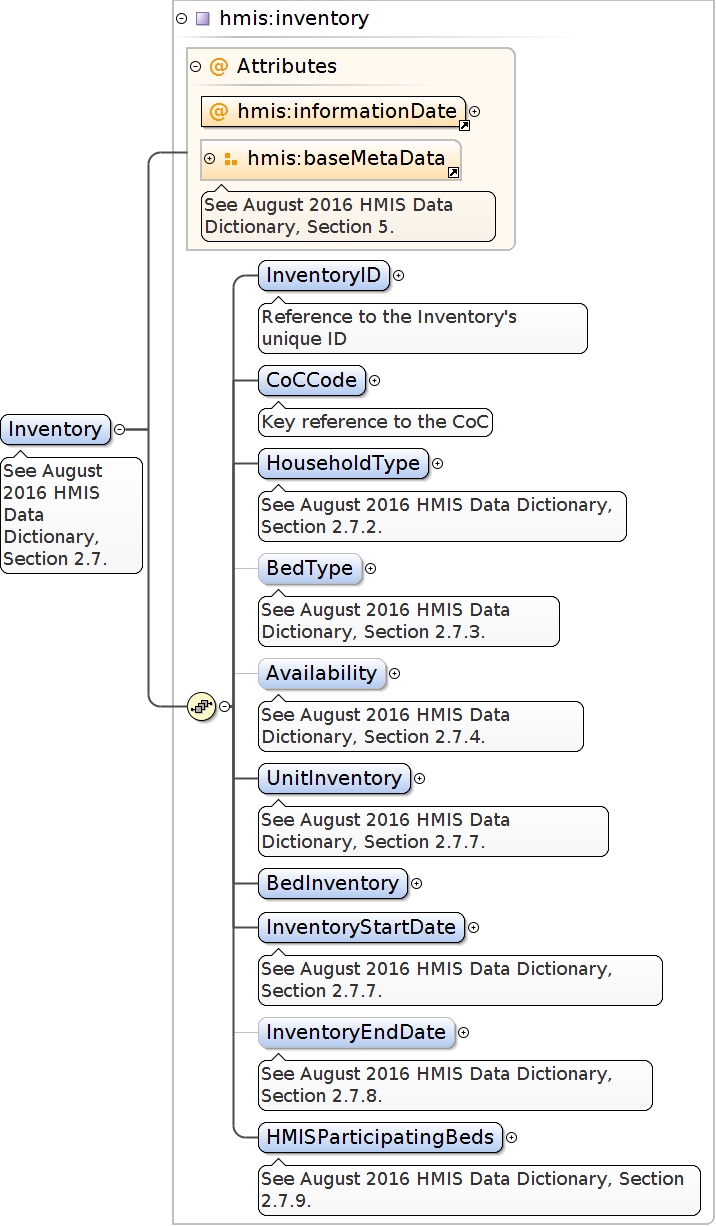 hmis:inventory
@ Attributes
@ hmis:informationDate
hmis:baseMetaData
See August 2016 HMIS Data
Dictionary, Section 5.
InventoryID
Reference to the Inventory's
unique ID
CoCCode
Key reference to the CoC
Inventory
See August
2016 HMIS
Data
Dictionary,
Section 2.7.
HouseholdType
See August 2016 HMIS Data Dictionary,
Section 2.7.2.
BedType
See August 2016 HMIS Data
Dictionary, Section 2.7.3.
Availability
See August 2016 HMIS Data
Dictionary, Section 2.7.4.
UnitInventory
See August 2016 HMIS Data
Dictionary, Section 2.7.7.
BedInventory
InventoryStartDate
See August 2016 HMIS Data Dictionary,
Section 2.7.7.
InventoryEndDate
See August 2016 HMIS Data Dictionary,
Section 2.7.8.
HMISParticipatingBeds
See August 2016 HMIS Data Dictionary, Section
2.7.9.